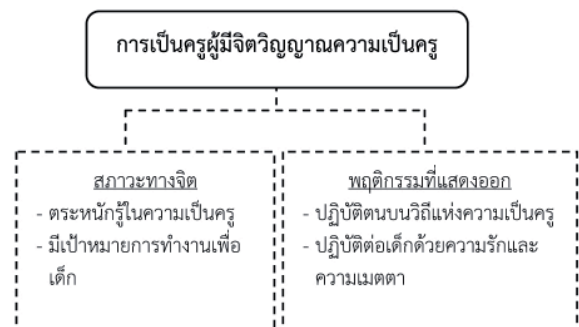 การเป็นครูผู้มีจิตวิญญาณความเป็นครู
สภาวะทางจิต
- ตระหนักรู้ในความเป็นครู
- มีเป้าหมายการทำงานเพื่อ
เด็ก
พฤติกรรมที่แสดงออก
- ปฏิบัติตนบนวิถีแห่งความเป็นครู
- ปฏิบัติต่อเด็กด้วยความรักและ
ความเมตตา